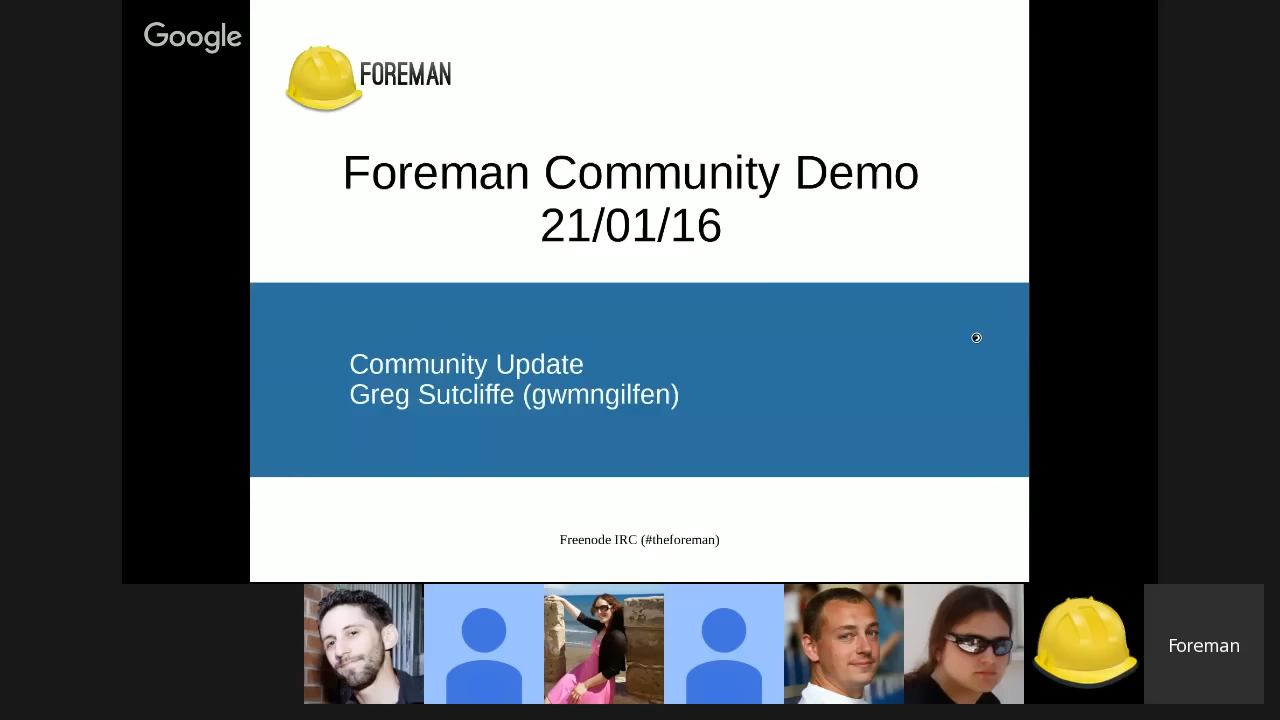 Google
FOREMAN
Foreman Community Demo
21/01/16
Community Update
Greg Sutcliffe (gwmngilfen)
Freenode IRC (#theforeman)
Foreman